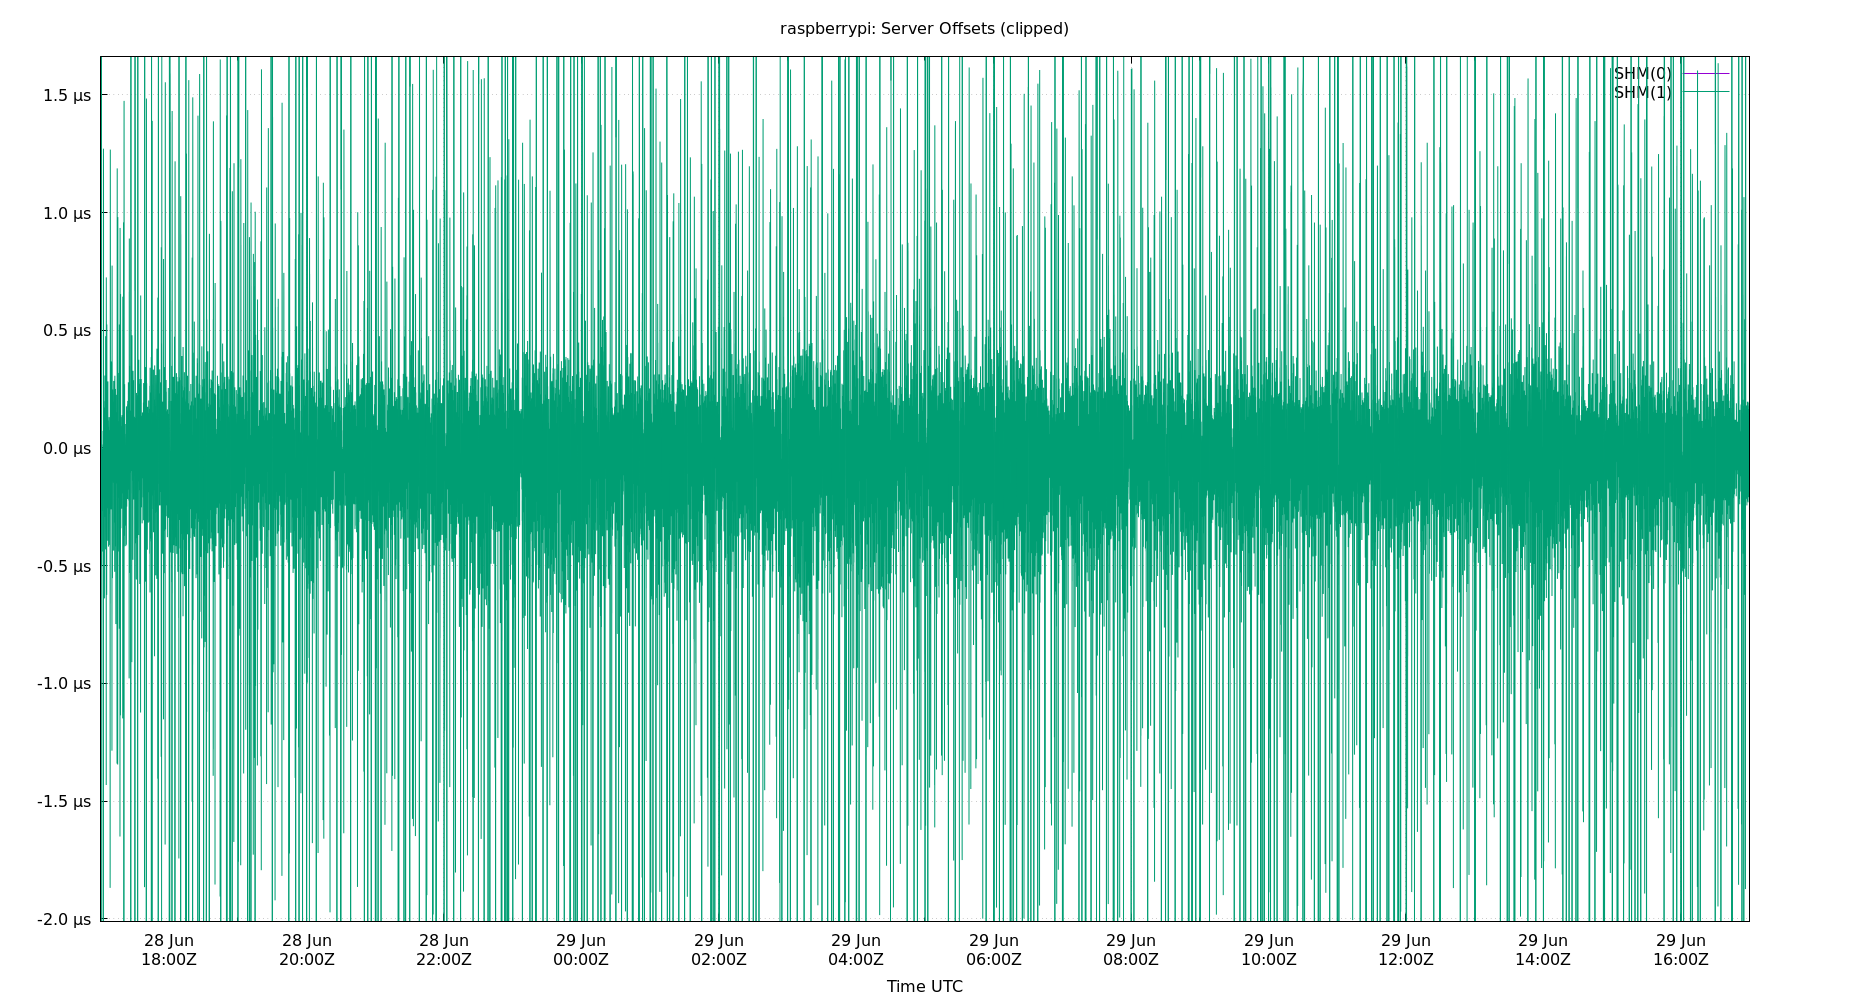 raspberrypi: Server Offsets (clipped)
SHM(0)
SHM(1)
1.5 µs
1.0 µs
0.5 µs
0.0 µs
-0.5 µs
-1.0 µs
-1.5 µs
-2.0 µs
28 Jun 28 Jun 28 Jun 29 Jun 29 Jun 29 Jun 29 Jun 29 Jun 29 Jun 29 Jun 29 Jun 29 Jun
18:00Z 20:00Z 22:00Z 00:00Z 02:00Z 04:00Z 06:00Z 08:00Z 10:00Z 12:00Z 14:00Z 16:00Z
Time UTC